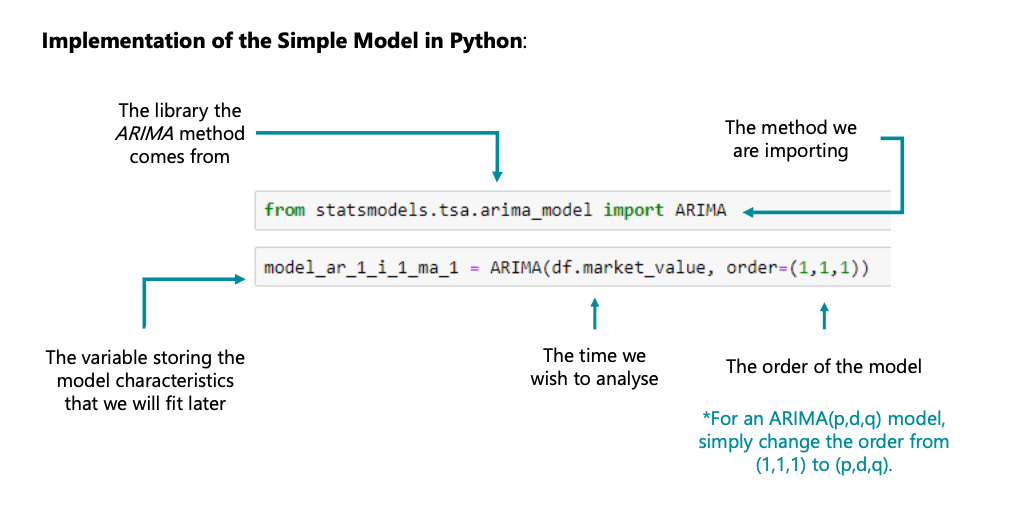 Implementation of the Simple Model in Python:
The library the
ARIMA method
comes from
The method we
are importing
from statsmodels.tsa.arima_model import ARIMA
model_ar_1_i_1_ma_1 = ARIMA(df.market_value, order=(1,1,1))
The variable storing the
model characteristics
that we will fit later
The time we
wish to analyse
The order of the model
*For an ARIMA(p,d,q) model,
simply change the order from
(1,1,1) to (p,d,q).